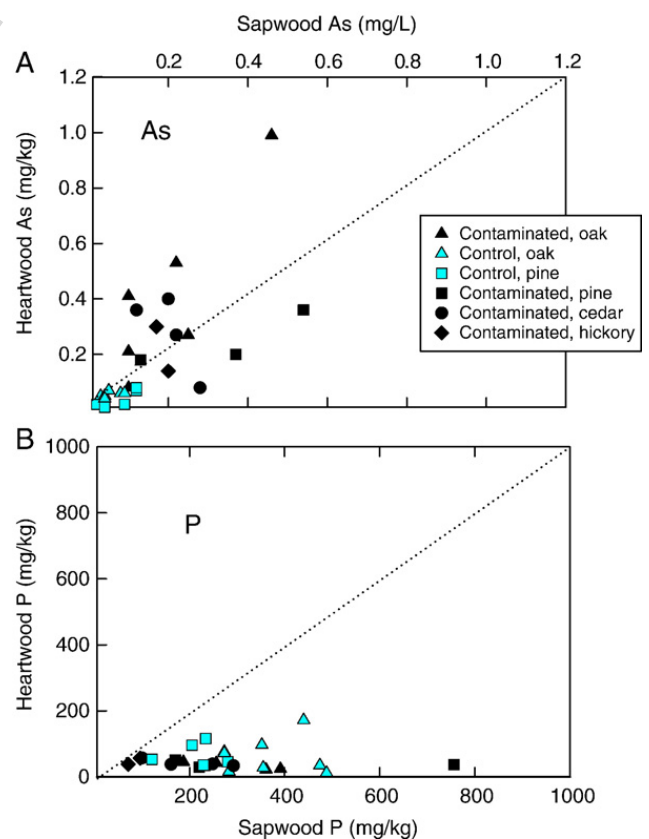 Sapwood As (mg/L)
A
0.2 0.4 0.6 0.8 1.0 1.2
1.2
As
1.0
0.8
0.6
0.4
0.2
Heartwood As (mg/kg)
Contaminated, oak
Control, oak
Control, pine
Contaminated, pine
Contaminated, cedar
Contaminated, hickory
B
1000
P
800
600
400
200
0
Heartwood P (mg/kg)
200 400 600 800 1000
Sapwood P (mg/kg)